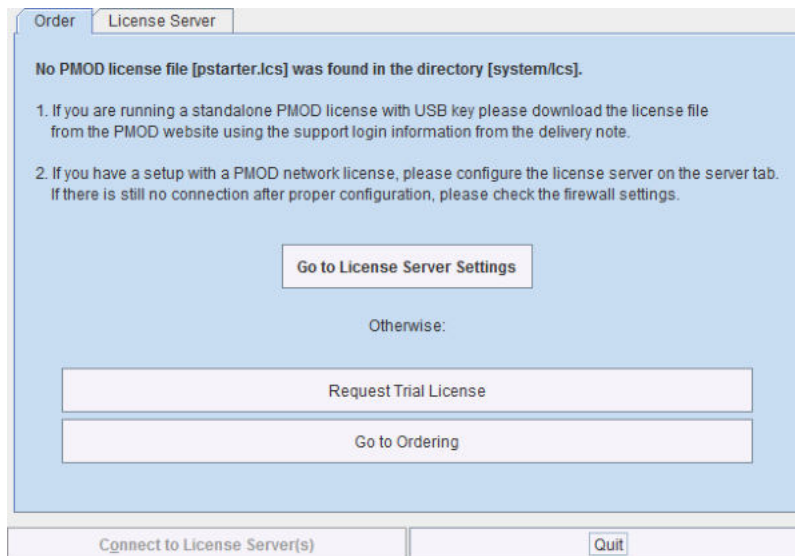 Order
License Server
No PMOD license file [pstarter.lcs] was found in the directory [system/lcs].
1. If you are running a standalone PMOD license with USB key please download the license file
from the PMOD website using the support login information from the delivery note.
2. If you have a setup with a PMOD network license, please configure the license server on the server tab.
If there is still no connection after proper configuration, please check the firewall settings.
Go to License Server Settings
Otherwise:
Request Trial License
Go to Ordering
Connect to License Server(s)
Quit